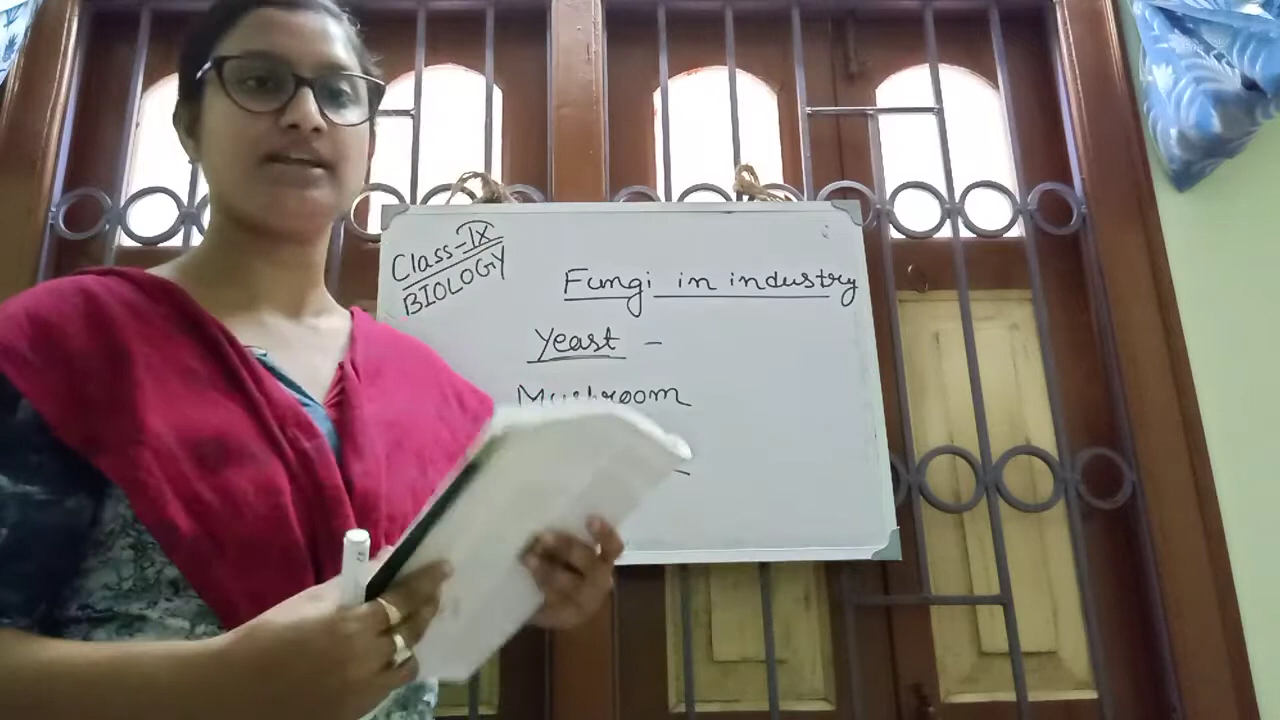 Class-IX
BIOLOGY
Fungi in industry
Yeast -
Mushroom